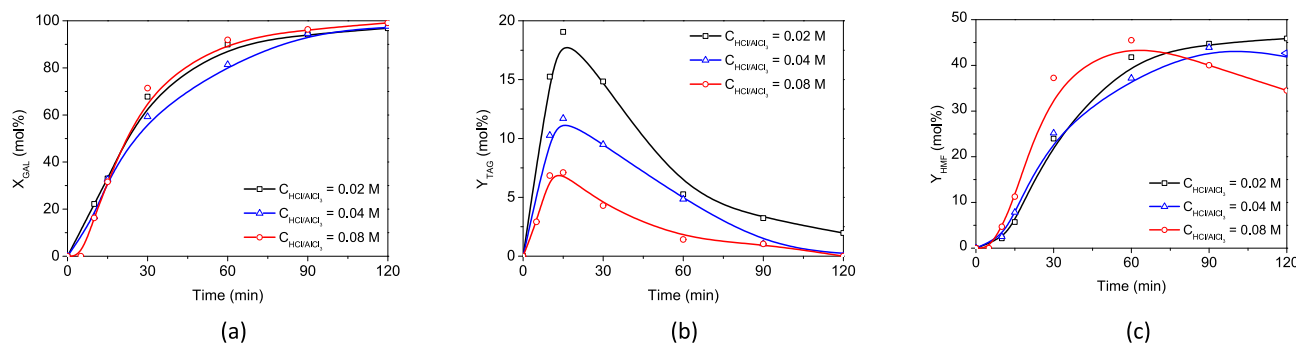 100
80
60
40
20
0
0 30 60 90 120
X_GAL (mol%)
Time (min)
C_HCl/AlCl₃ = 0.02 M
C_HCl/AlCl₃ = 0.04 M
C_HCl/AlCl₃ = 0.08 M
(a)
20
15
10
5
0
0 30 60 90 120
Y_TAG (mol%)
Time (min)
C_HCl/AlCl₃ = 0.02 M
C_HCl/AlCl₃ = 0.04 M
C_HCl/AlCl₃ = 0.08 M
(b)
50
40
30
20
10
0
0 30 60 90 120
Y_HMF (mol%)
Time (min)
C_HCl/AlCl₃ = 0.02 M
C_HCl/AlCl₃ = 0.04 M
C_HCl/AlCl₃ = 0.08 M
(c)